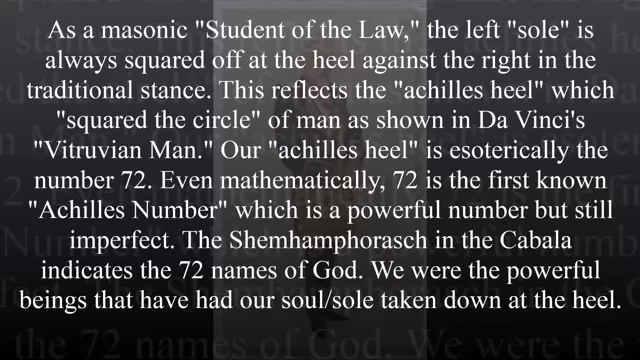 As a masonic "Student of the Law," the left "sole" is
always squared off at the heel against the right in the
traditional stance. This reflects the "achilles heel" which
"squared the circle" of man as shown in Da Vinci's
"Vitruvian Man." Our "achilles heel" is esoterically the
number 72. Even mathematically, 72 is the first known
"Achilles Number" which is a powerful number but still
imperfect. The Shemhamphorasch in the Cabala
indicates the 72 names of God. We were the powerful
beings that have had our soul/sole taken down at the heel.